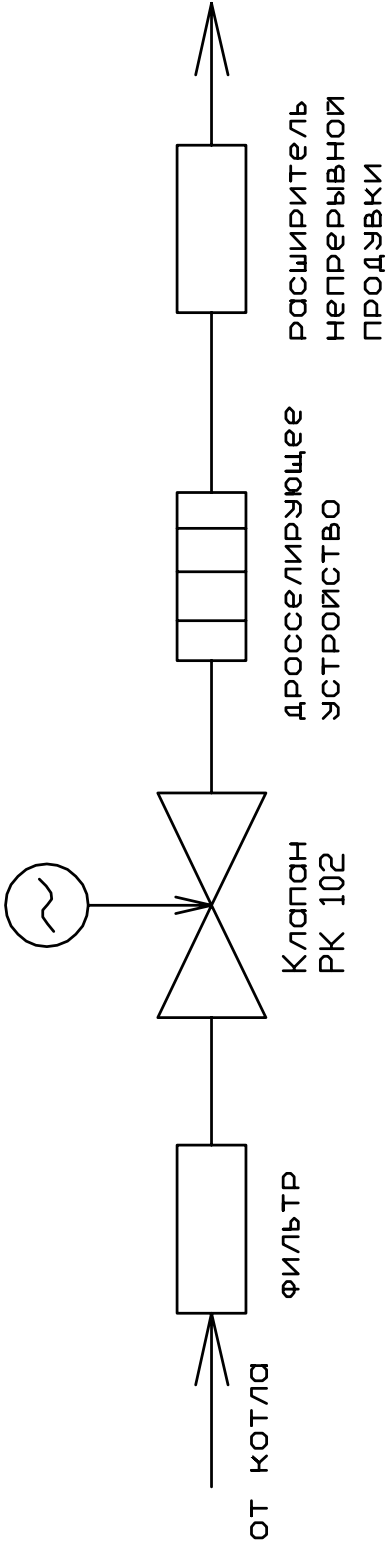 от котла
фильтр
Клапан
РК 102
дросселирующее
устройство
расширитель
непрерывной
продувки